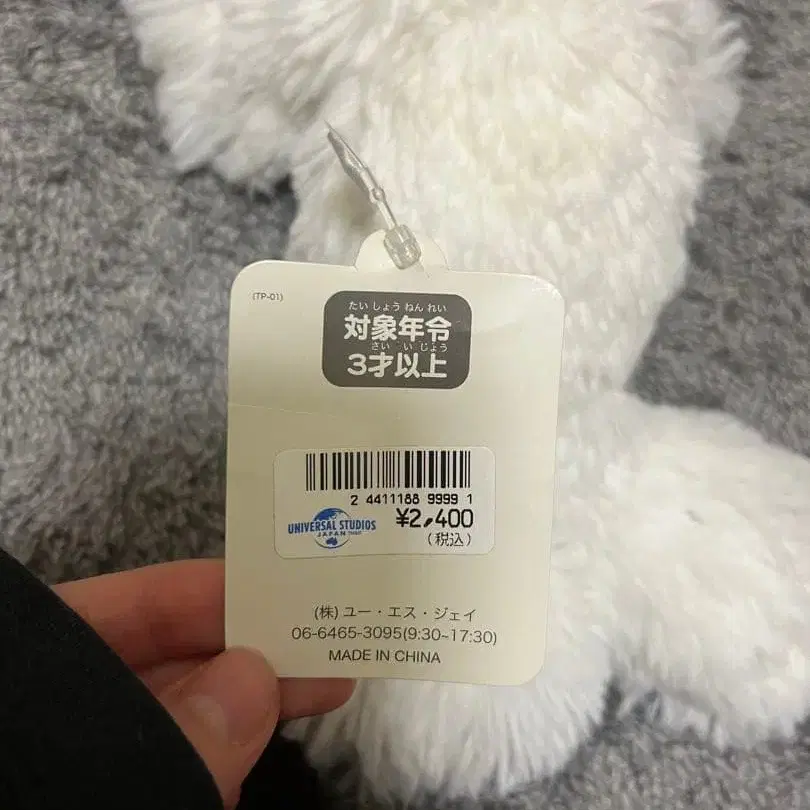 (TP-01)
たい しょう ねん れい
対象年令
さい い じょう
3才以上
2 4411188 9999 1
UNIVERSAL STUDIOS
JAPAN
¥2,400
(税込)
(株) ユー・エス・ジェイ
06-6465-3095(9:30~17:30)
MADE IN CHINA